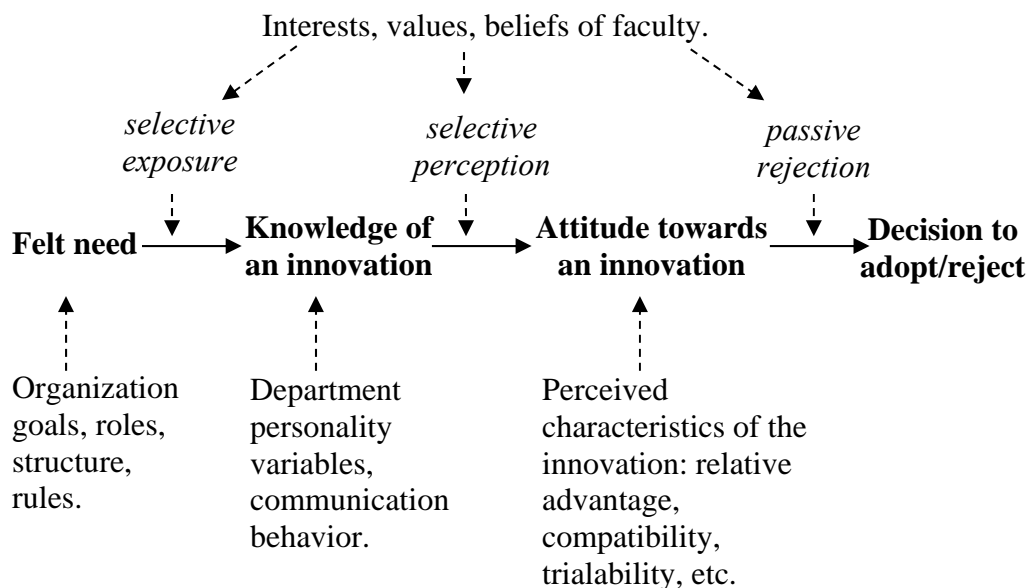 Interests, values, beliefs of faculty.
selective
exposure
selective
perception
passive
rejection
Felt need
Knowledge of
an innovation
Attitude towards
an innovation
Decision to
adopt/reject
Organization
goals, roles,
structure,
rules.
Department
personality
variables,
communication
behavior.
Perceived
characteristics of the
innovation: relative
advantage,
compatibility,
trialability, etc.